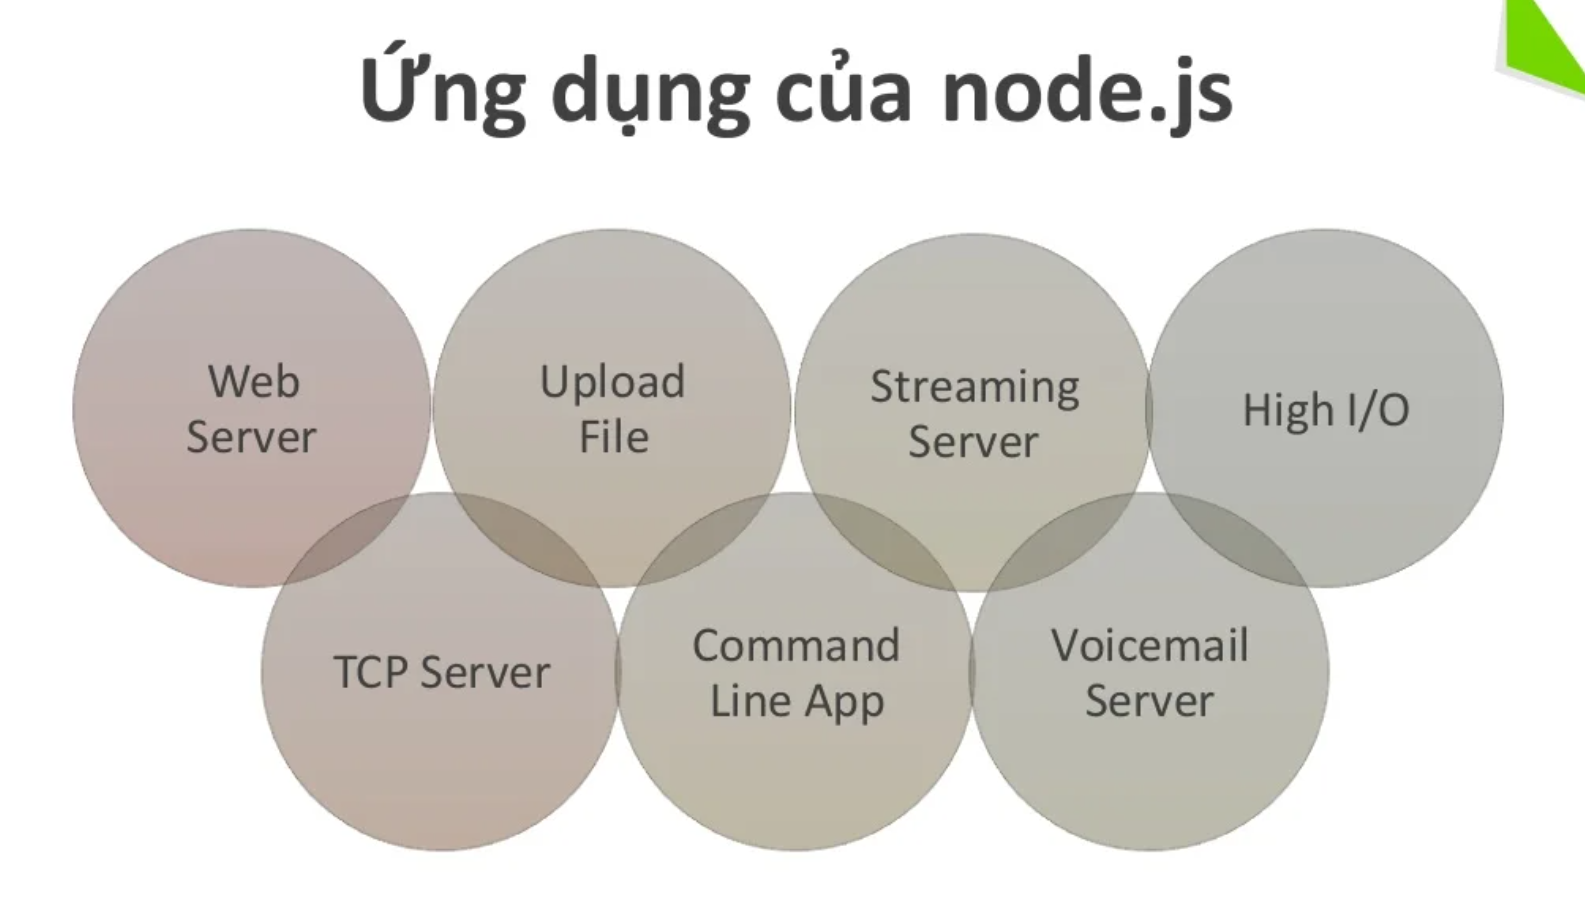 Ứng dụng của node.js
Web
Server
Upload
File
Streaming
Server
High I/O
TCP Server
Command
Line App
Voicemail
Server